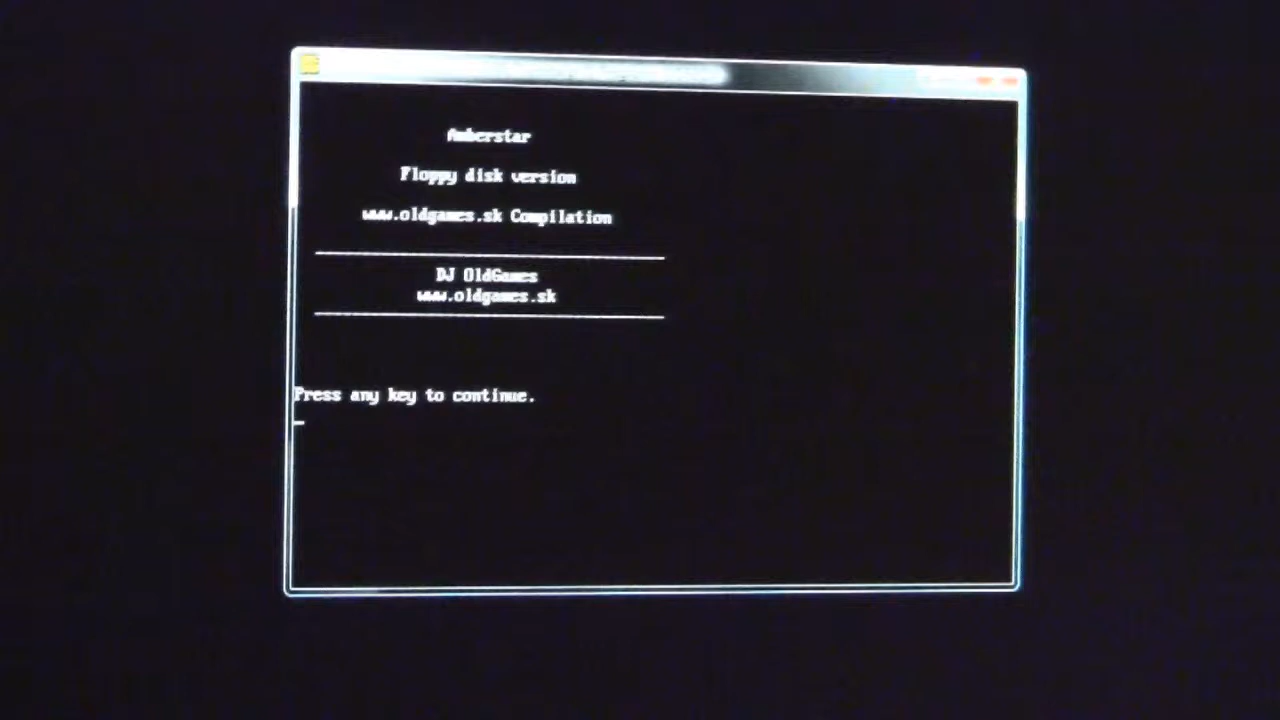 Amberstar
Floppy disk version
www.oldgames.sk Compilation
DJ OldGames
www.oldgames.sk
Press any key to continue.